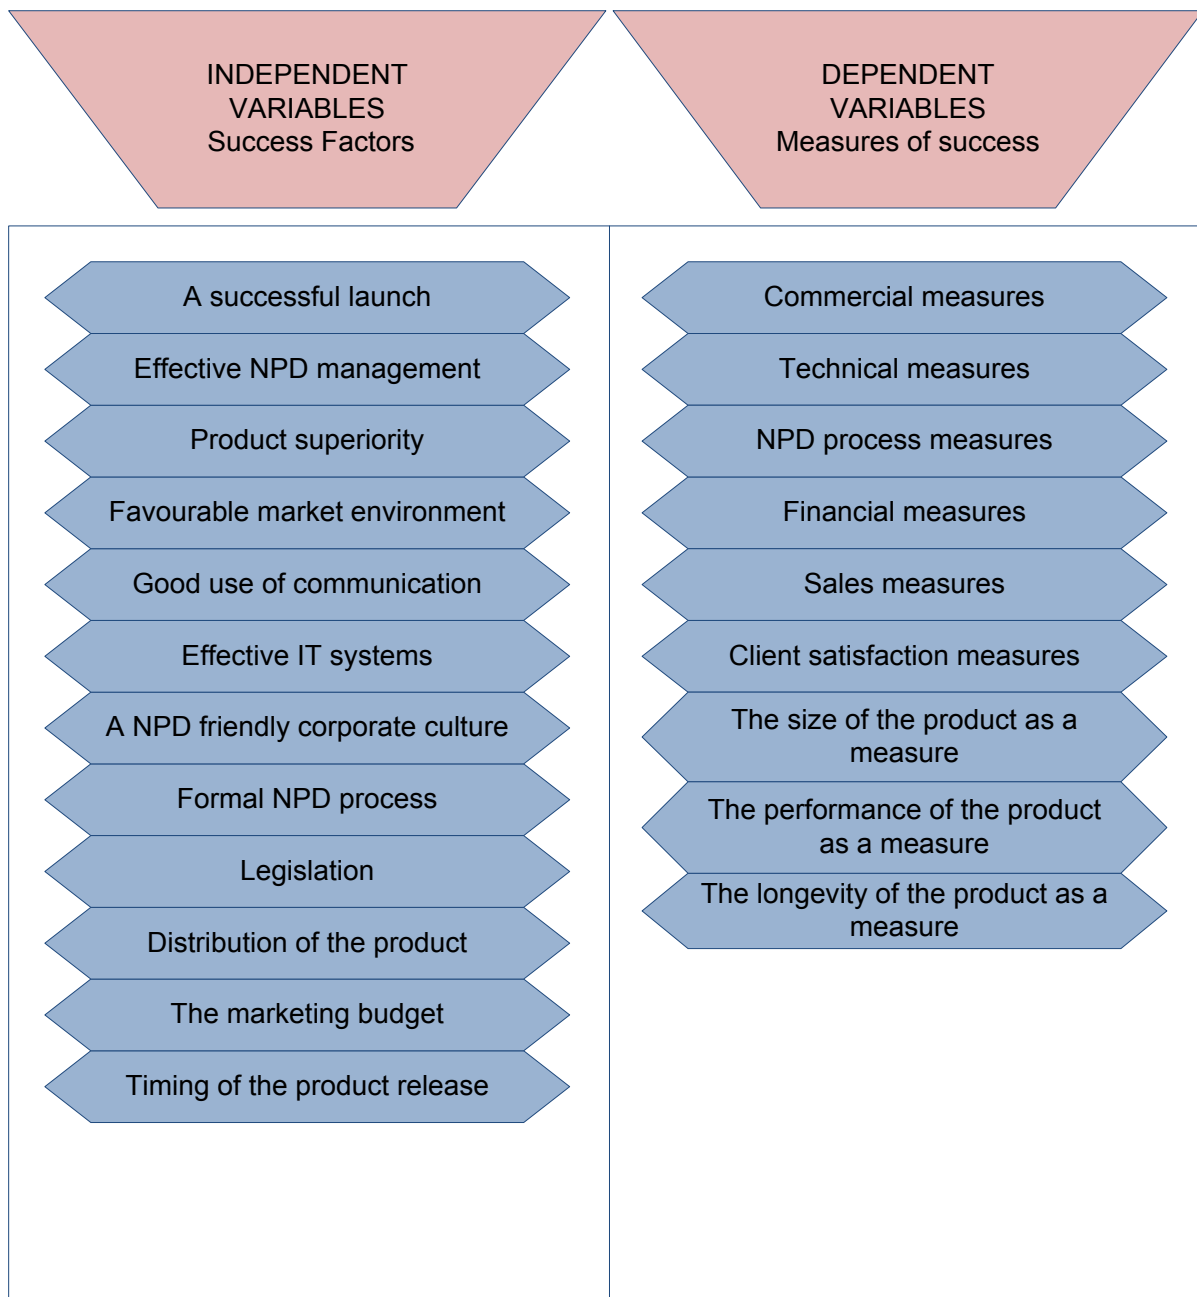 INDEPENDENT
VARIABLES
Success Factors
DEPENDENT
VARIABLES
Measures of success
A successful launch
Effective NPD management
Product superiority
Favourable market environment
Good use of communication
Effective IT systems
A NPD friendly corporate culture
Formal NPD process
Legislation
Distribution of the product
The marketing budget
Timing of the product release
Commercial measures
Technical measures
NPD process measures
Financial measures
Sales measures
Client satisfaction measures
The size of the product as a
measure
The performance of the product
as a measure
The longevity of the product as a
measure